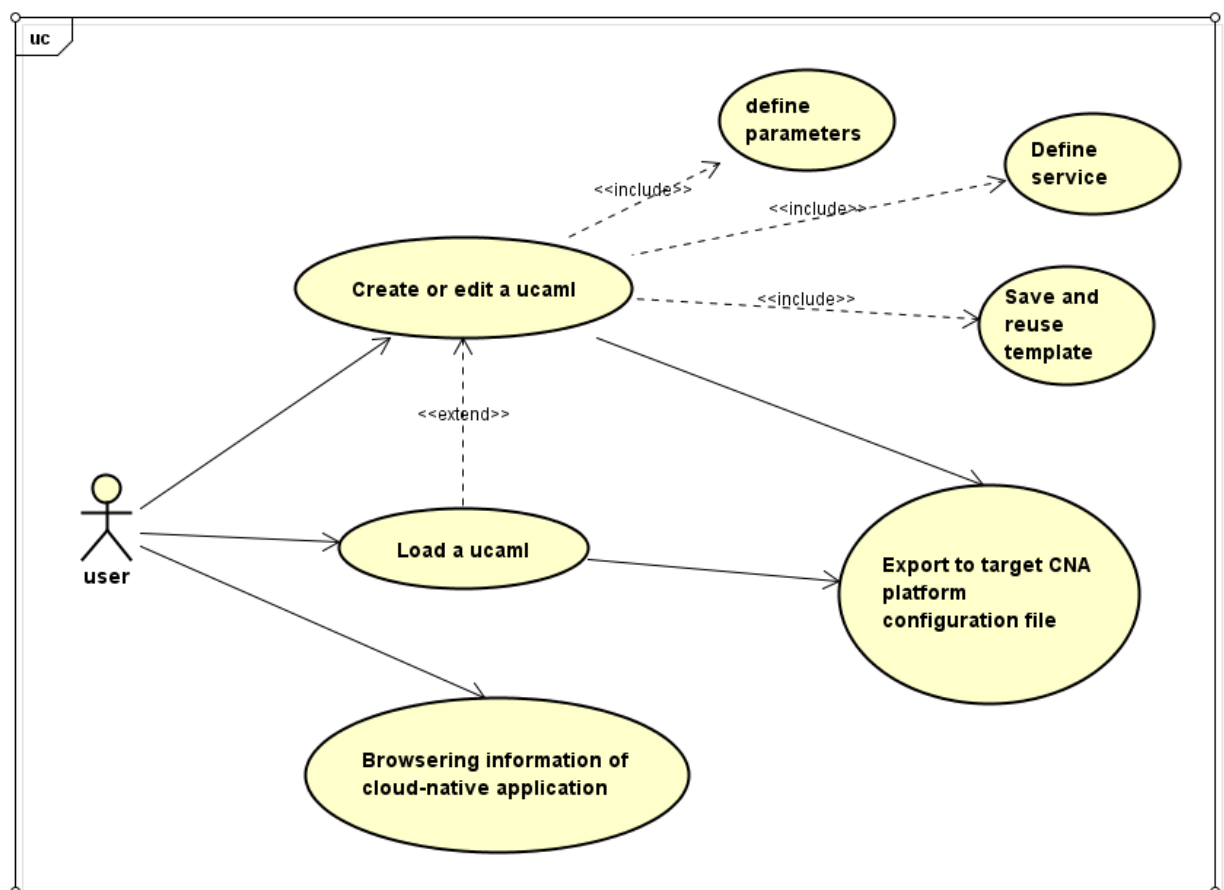 uc
define
parameters
Define
service
<<include>>
<<include>>
Create or edit a ucaml
<<include>>
Save and
reuse
template
<<extend>>
user
Load a ucaml
Export to target CNA
platform
configuration file
Browsering information of
cloud-native application